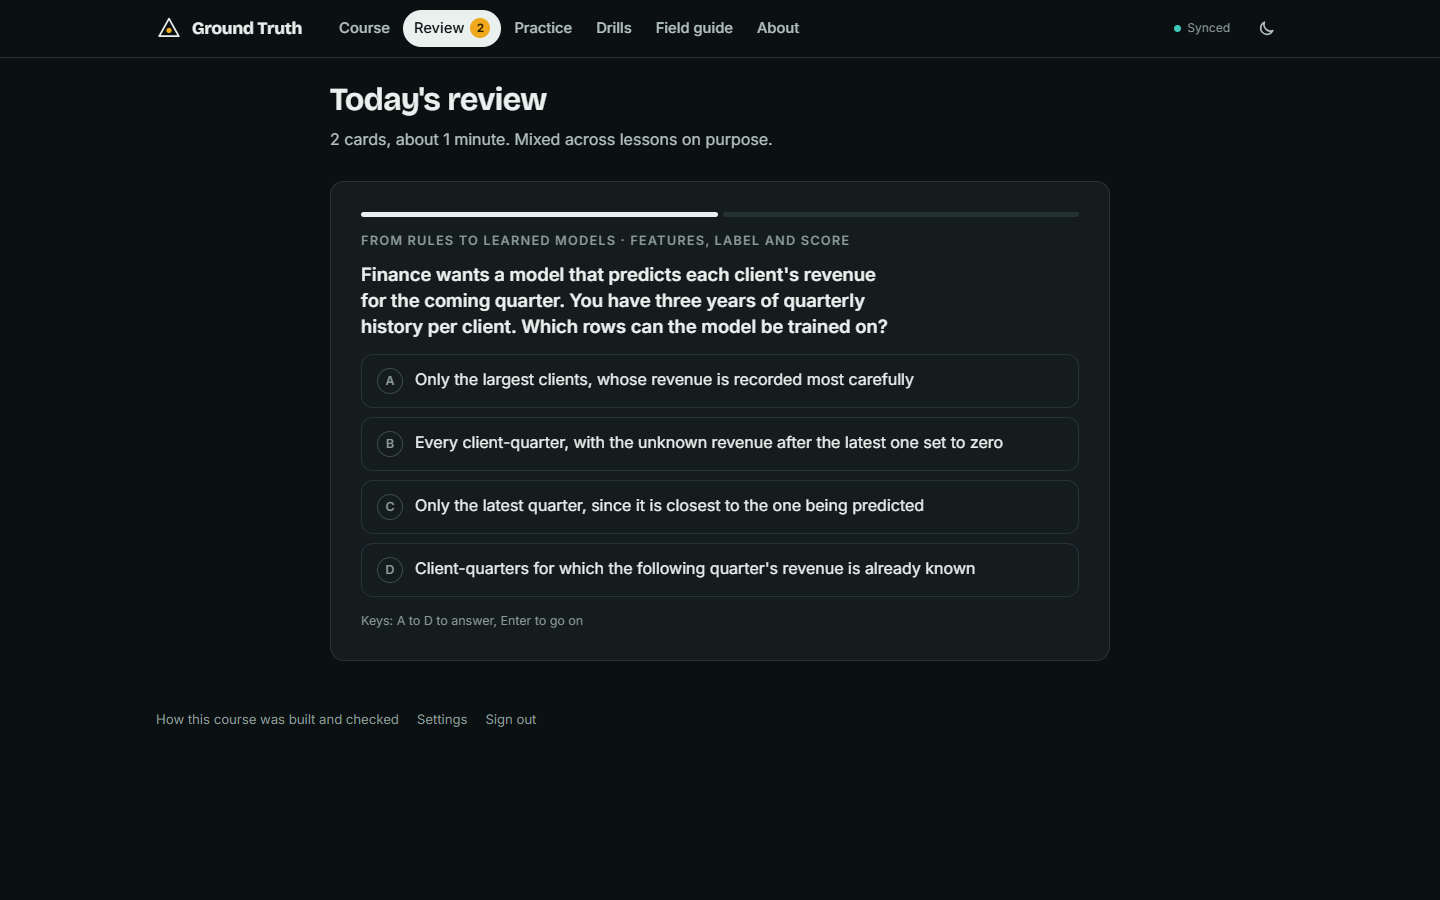 Ground Truth
Course
Review 2
Practice
Drills
Field guide
About
Synced
Today's review
2 cards, about 1 minute. Mixed across lessons on purpose.
FROM RULES TO LEARNED MODELS · FEATURES, LABEL AND SCORE
Finance wants a model that predicts each client's revenue
for the coming quarter. You have three years of quarterly
history per client. Which rows can the model be trained on?
A Only the largest clients, whose revenue is recorded most carefully
B Every client-quarter, with the unknown revenue after the latest one set to zero
C Only the latest quarter, since it is closest to the one being predicted
D Client-quarters for which the following quarter's revenue is already known
Keys: A to D to answer, Enter to go on
How this course was built and checked
Settings
Sign out